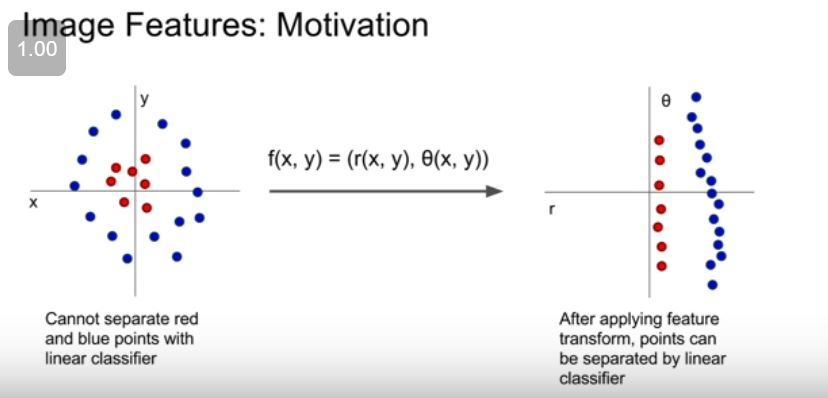 Image Features: Motivation
1.00
y
x
f(x, y) = (r(x, y), θ(x, y))
θ
r
Cannot separate red
and blue points with
linear classifier
After applying feature
transform, points can
be separated by linear
classifier